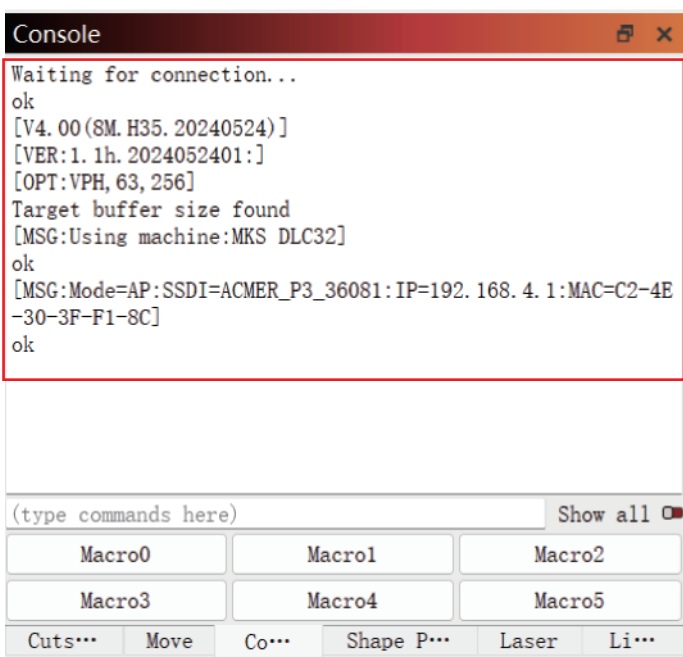 Console
Waiting for connection...
ok
[V4.00(8M.H35.20240524)]
[VER:1.1h.2024052401:]
[OPT:VPH,63,256]
Target buffer size found
[MSG:Using machine:MKS DLC32]
ok
[MSG:Mode=AP:SSDI=ACMER_P3_36081:IP=192.168.4.1:MAC=C2-4E
-30-3F-F1-8C]
ok
(type commands here) Show all
Macro0 Macro1 Macro2
Macro3 Macro4 Macro5
Cuts··· Move Co··· Shape P··· Laser Li···